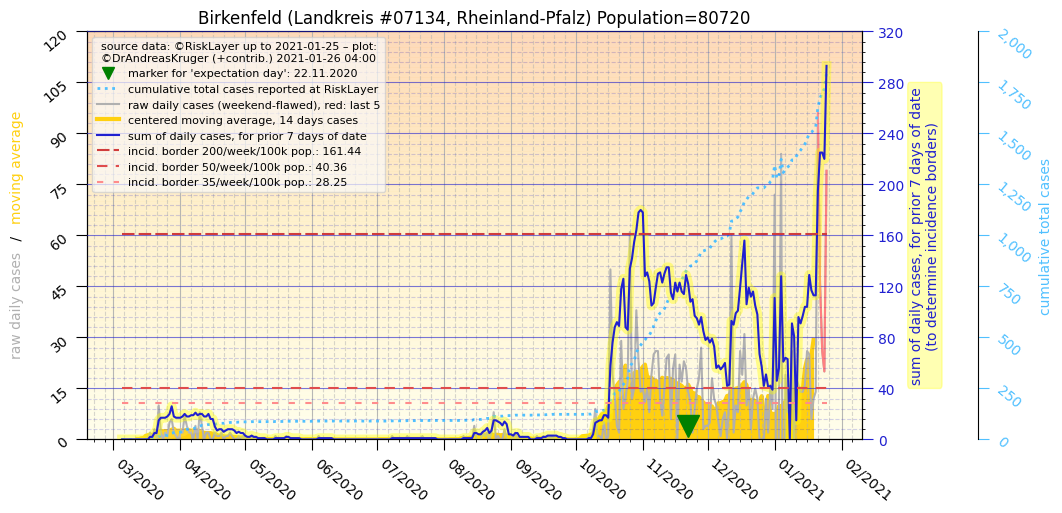 Birkenfeld (Landkreis #07134, Rheinland-Pfalz) Population=80720
source data: ©RiskLayer up to 2021-01-25 – plot:
©DrAndreasKruger (+contrib.) 2021-01-26 04:00
marker for 'expectation day': 22.11.2020
cumulative total cases reported at RiskLayer
raw daily cases (weekend-flawed), red: last 5
centered moving average, 14 days cases
sum of daily cases, for prior 7 days of date
incid. border 200/week/100k pop.: 161.44
incid. border 50/week/100k pop.: 40.36
incid. border 35/week/100k pop.: 28.25
raw daily cases / moving average
120
105
90
75
60
45
30
15
0
03/2020
04/2020
05/2020
06/2020
07/2020
08/2020
09/2020
10/2020
11/2020
12/2020
01/2021
02/2021
320
280
240
200
160
120
80
40
0
sum of daily cases, for prior 7 days of date
(to determine incidence borders)
2,000
1,750
1,500
1,250
1,000
750
500
250
0
cumulative total cases